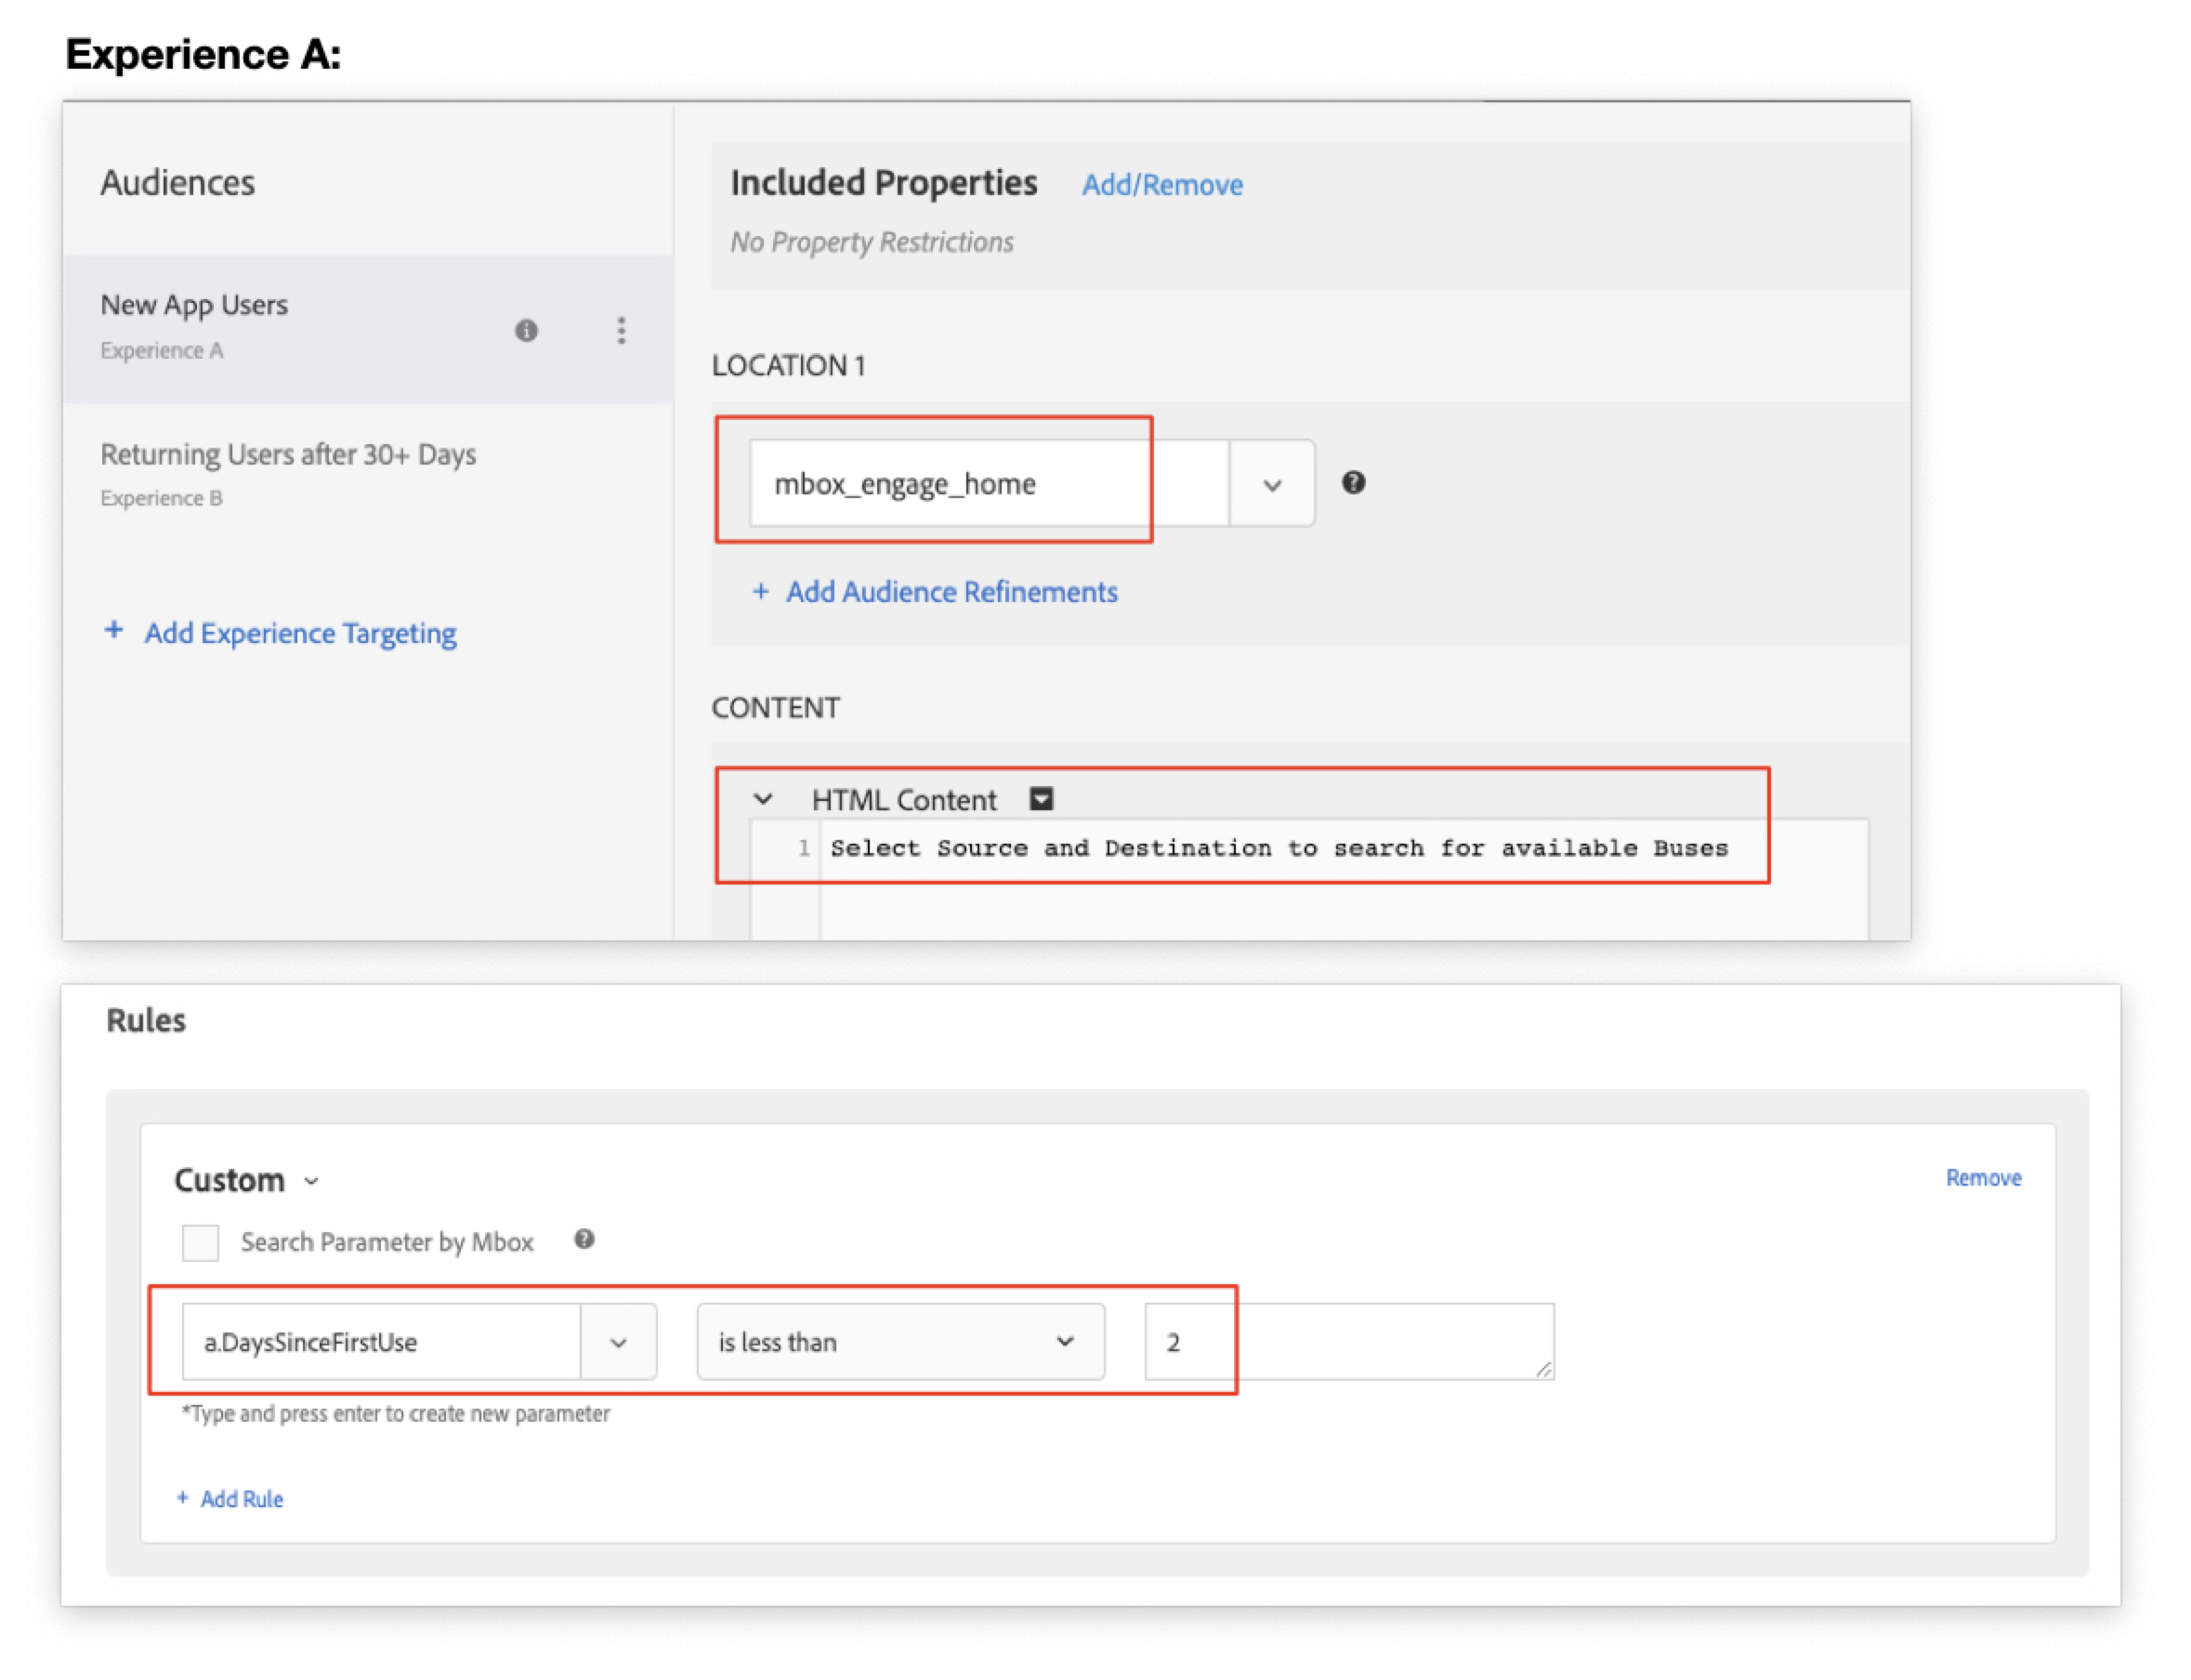 Experience A:
Audiences
New App Users
Experience A
Returning Users after 30+ Days
Experience B
+ Add Experience Targeting
Included Properties Add/Remove
No Property Restrictions
LOCATION 1
mbox_engage_home
+ Add Audience Refinements
CONTENT
HTML Content
1 Select Source and Destination to search for available Buses
Rules
Custom Remove
Search Parameter by Mbox
a.DaysSinceFirstUse is less than 2
*Type and press enter to create new parameter
+ Add Rule